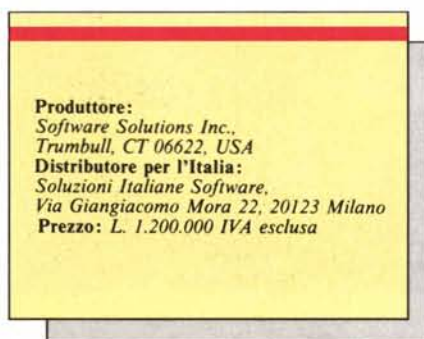 Produttore:
Software Solutions Inc.,
Trumbull, CT 06622, USA
Distributore per l'Italia:
Soluzioni Italiane Software,
Via Giangiacomo Mora 22, 20123 Milano
Prezzo: L. 1.200.000 IVA esclusa